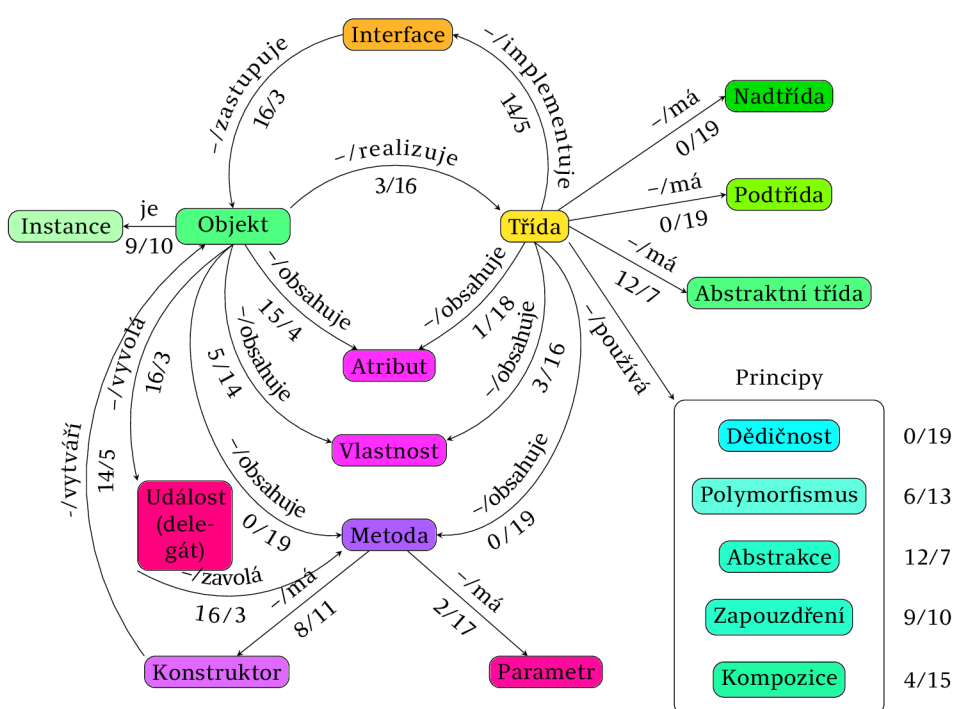 Interface
–/zastupuje
16/3
–/implementuje
14/5
–/realizuje
3/16
Nadtřída
–/má
0/19
Podtřída
–/má
0/19
Instance
je
9/10
Objekt
Třída
–/má
12/7
Abstraktní třída
–/obsahuje
15/4
–/obsahuje
1/18
Atribut
–/používá
–/vyvolá
16/3
5/14
–/obsahuje
–/obsahuje
3/16
Vlastnost
Principy
Dědičnost
0/19
Polymorfismus
6/13
Abstrakce
12/7
Zapouzdření
9/10
Kompozice
4/15
-/vytváří
14/5
Událost
(dele-
gát)
–/obsahuje
0/19
–/obsahuje
0/19
Metoda
–/zavolá
16/3
–/má
8/11
–/má
2/17
Konstruktor
Parametr